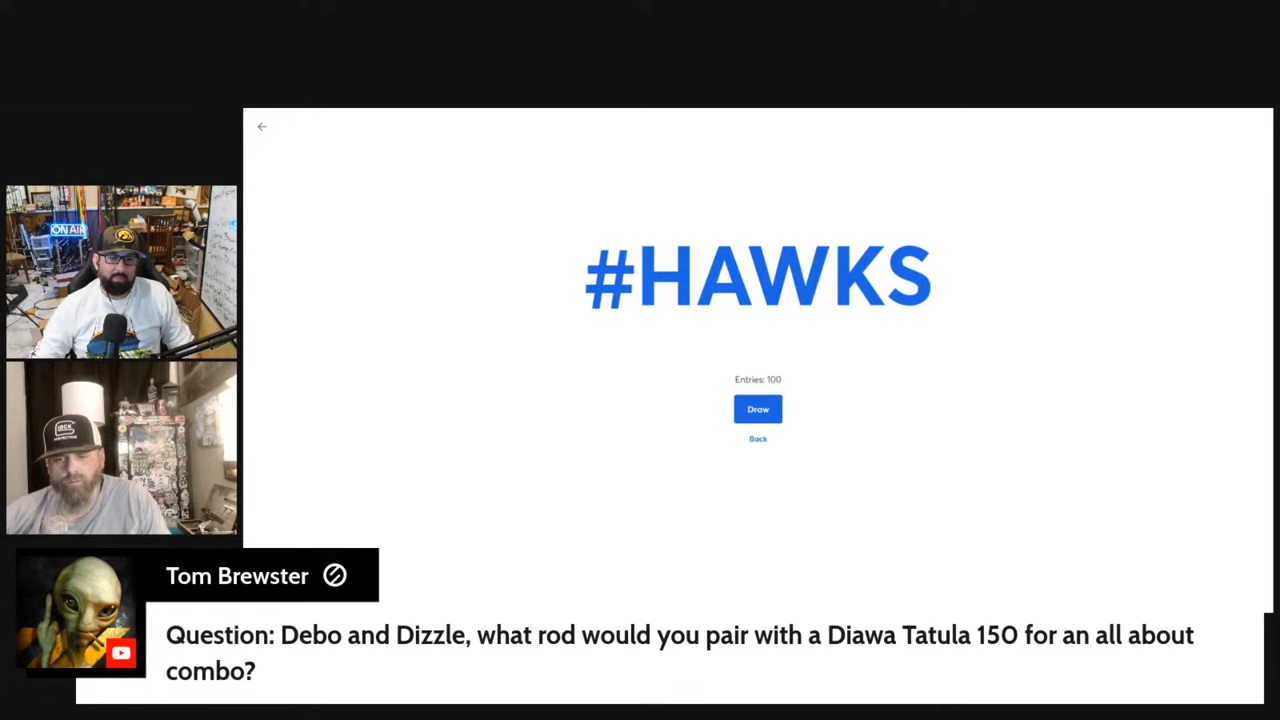 ←
#HAWKS
Entries: 100
Draw
Back
ON AIR
Tom Brewster
Question: Debo and Dizzle, what rod would you pair with a Diawa Tatula 150 for an all about
combo?